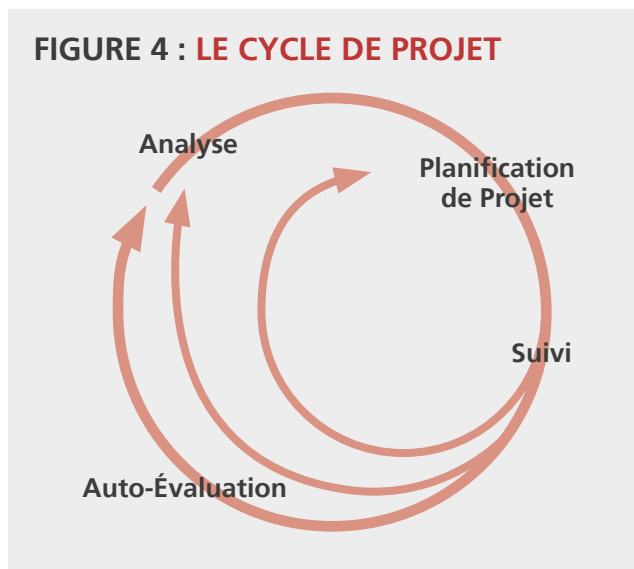 FIGURE 4 : LE CYCLE DE PROJET
Analyse
Planification
de Projet
Suivi
Auto-Évaluation